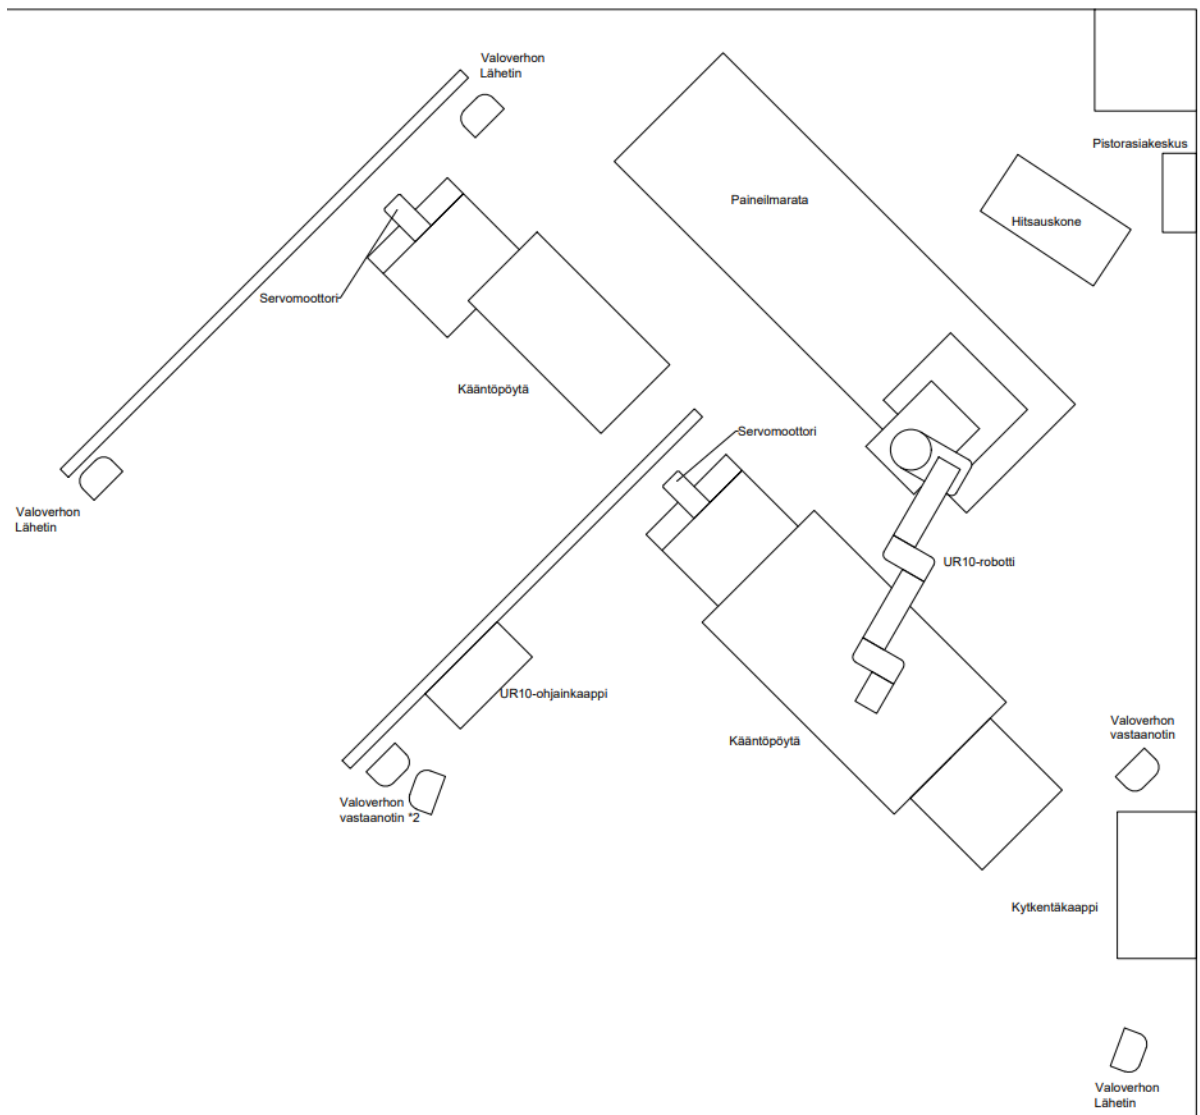 Valoverhon
Lähetin
Pistorasiakeskus
Paineilmarata
Hitsauskone
Servomoottori
Kääntöpöytä
Servomoottori
Valoverhon
Lähetin
UR10-robotti
UR10-ohjainkaappi
Valoverhon
vastaanotin
Kääntöpöytä
Valoverhon
vastaanotin *2
Kytkentäkaappi
Valoverhon
Lähetin